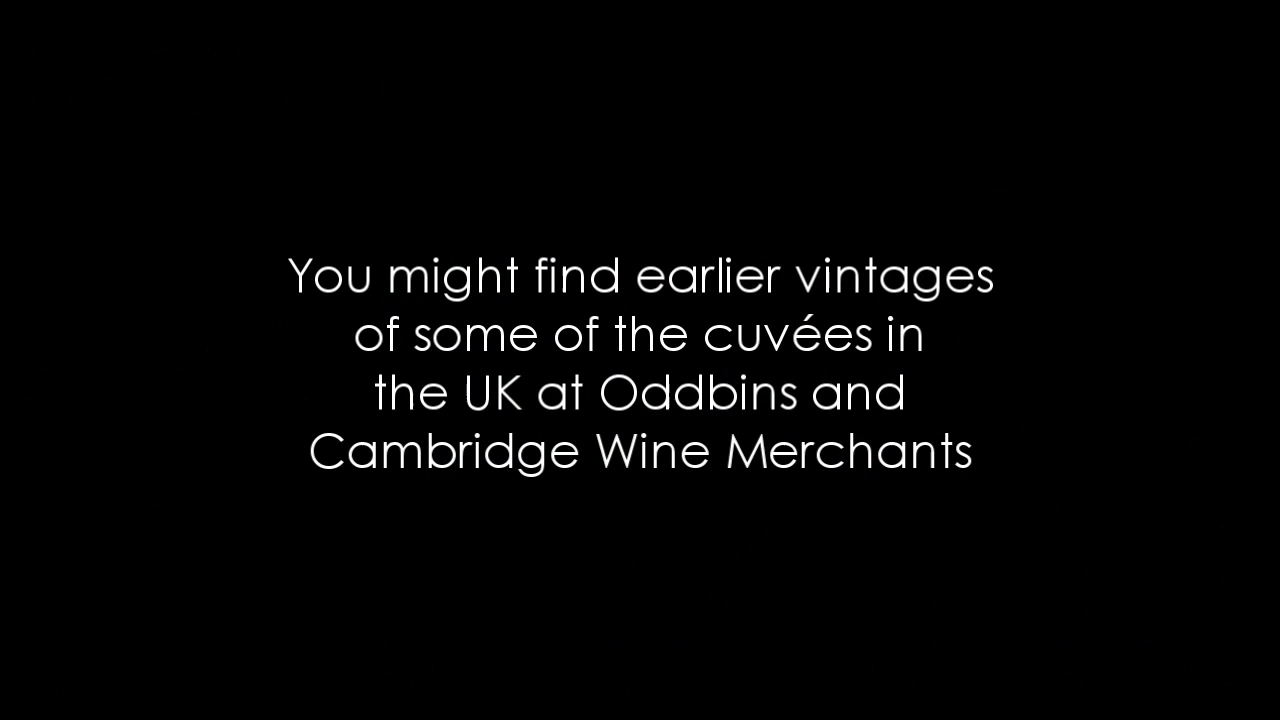 You might find earlier vintages
of some of the cuvées in
the UK at Oddbins and
Cambridge Wine Merchants